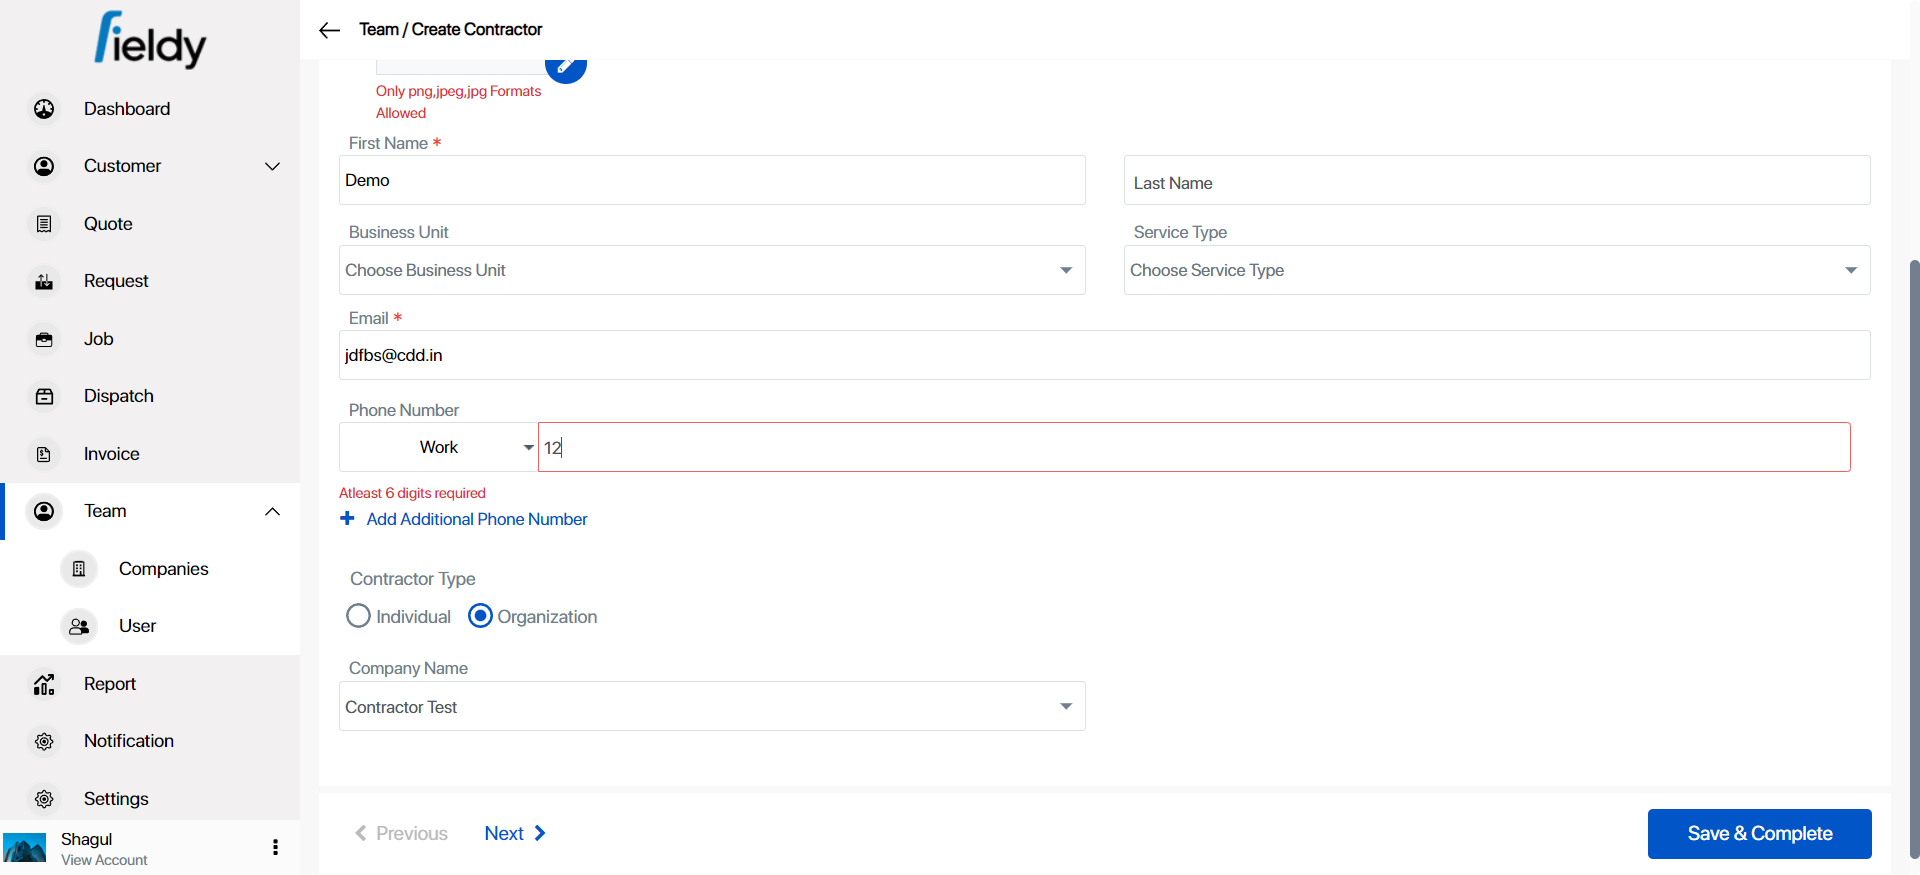 Fieldy
Dashboard
Customer
Quote
Request
Job
Dispatch
Invoice
Team
Companies
User
Report
Notification
Settings
Shagul
View Account
Team / Create Contractor
Only png,jpeg,jpg Formats
Allowed
First Name *
Demo
Last Name
Business Unit
Choose Business Unit
Service Type
Choose Service Type
Email *
jdfbs@cdd.in
Phone Number
Work
12
Atleast 6 digits required
+ Add Additional Phone Number
Contractor Type
Individual
Organization
Company Name
Contractor Test
Previous
Next
Save & Complete